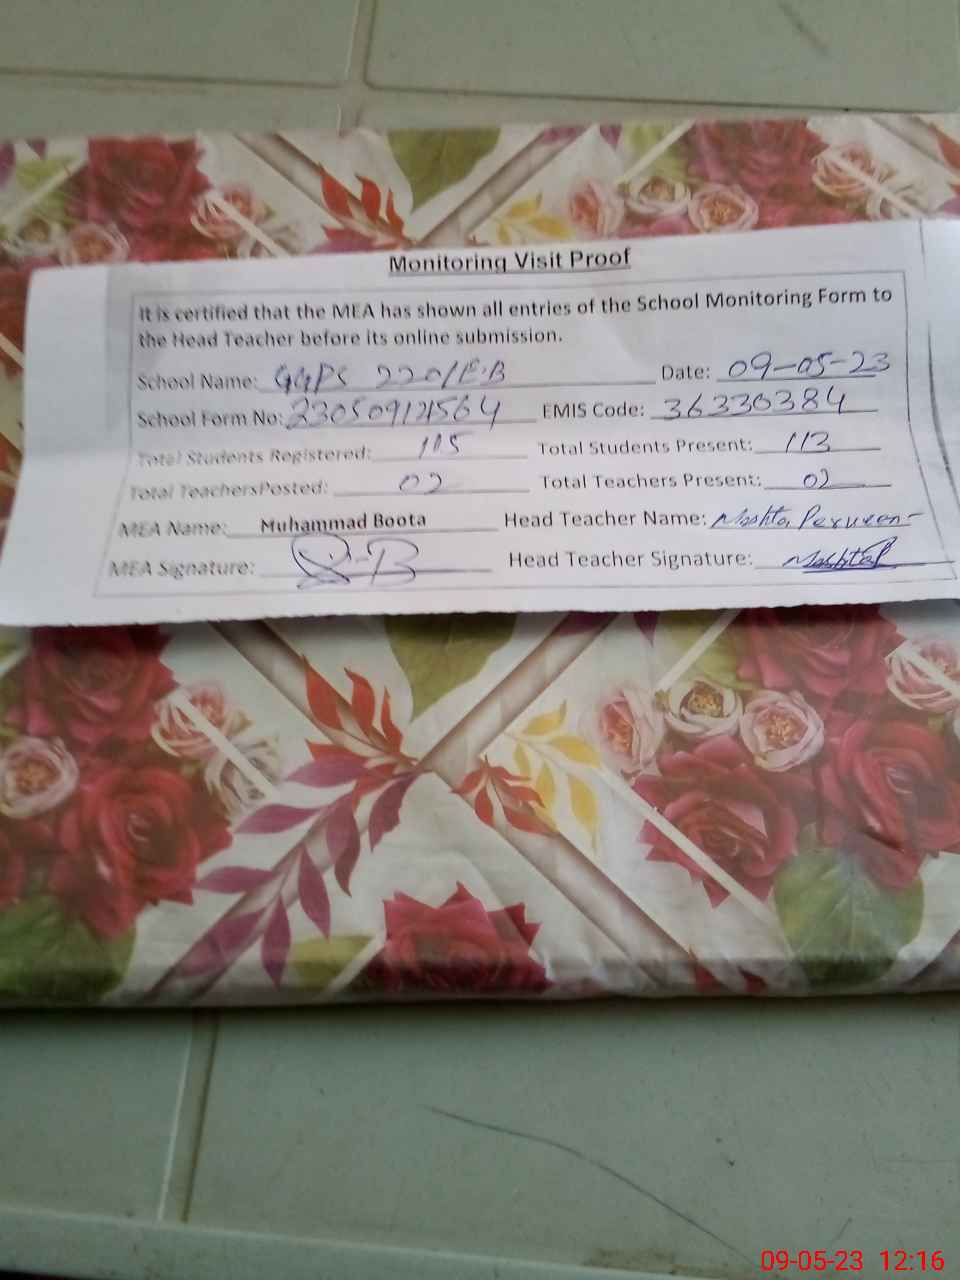 Monitoring Visit Proof
It is certified that the MEA has shown all entries of the School Monitoring Form to
the Head Teacher before its online submission.
School Name: GGPS 220/E.B Date: 09-05-23
School Form No: 230509121564 EMIS Code: 36330384
Total Students Registered: 115 Total Students Present: 113
Total TeachersPosted: 02 Total Teachers Present: 02
MEA Name: Muhammad Boota Head Teacher Name: Mashta Parveen
MEA Signature: Head Teacher Signature:
09-05-23 12:16